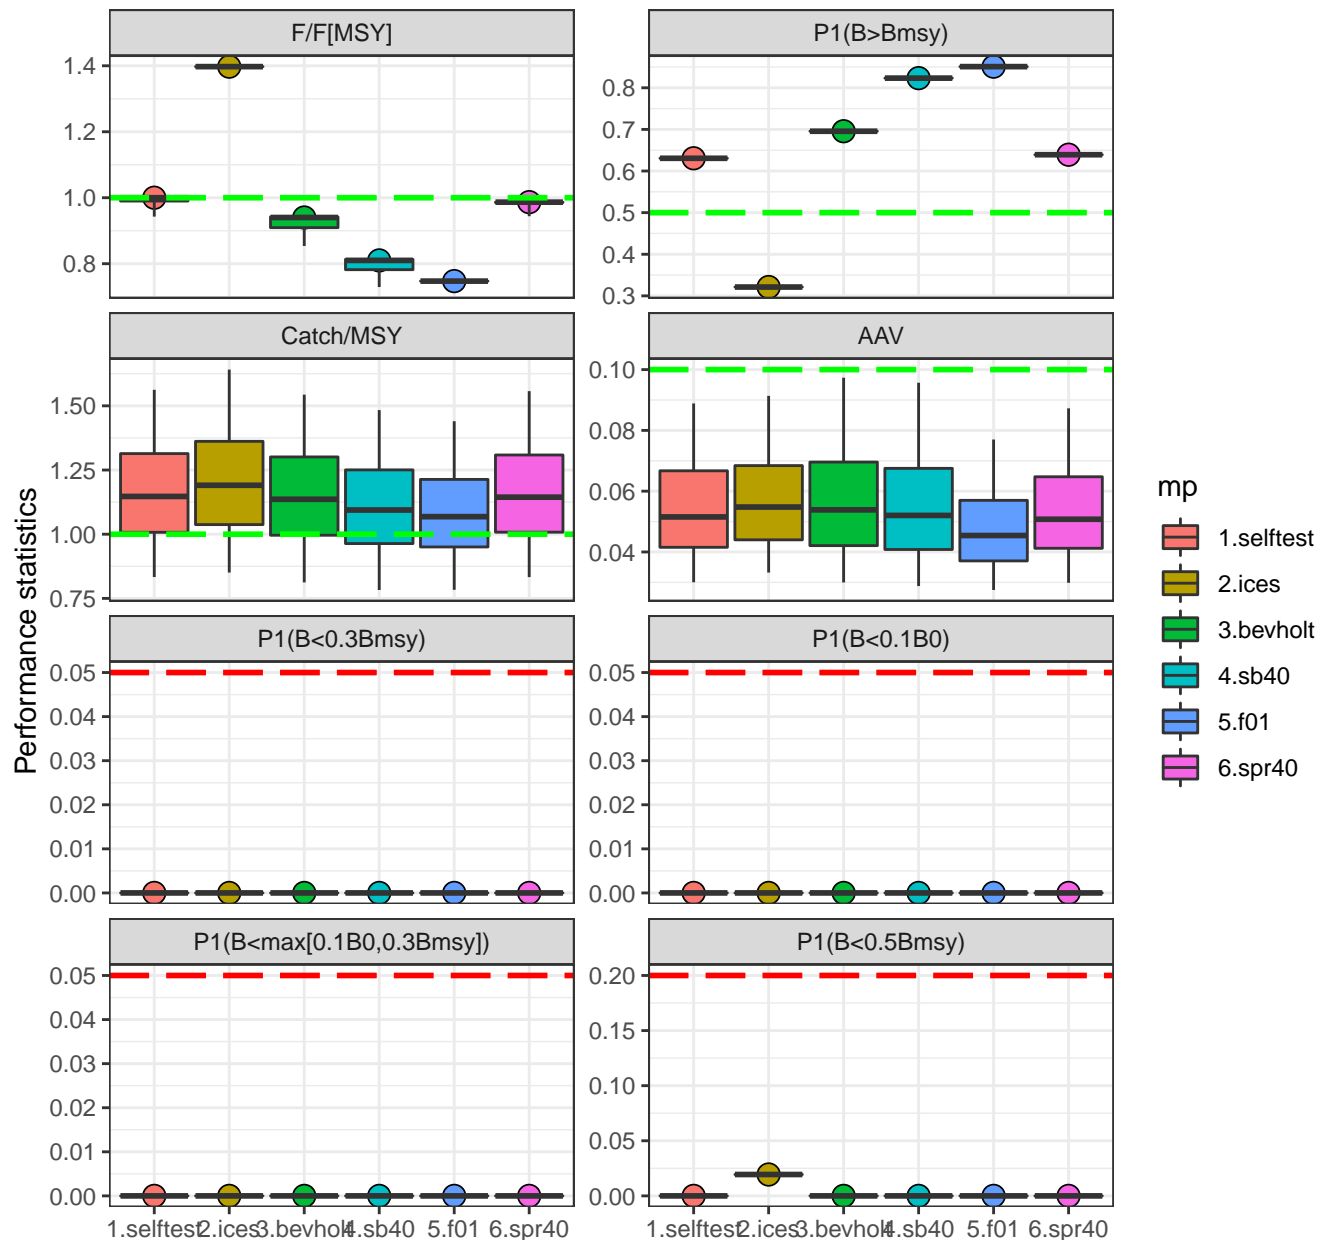 F/F[MSY]
P1(B>Bmsy)
1.4
1.2
1.0
0.8
0.8
0.7
0.6
0.5
0.4
0.3
Catch/MSY
AAV
1.50
1.25
1.00
0.75
0.10
0.08
0.06
0.04
Performance statistics
P1(B<0.3Bmsy)
P1(B<0.1B0)
0.05
0.04
0.03
0.02
0.01
0.00
0.05
0.04
0.03
0.02
0.01
0.00
P1(B<max[0.1B0,0.3Bmsy])
P1(B<0.5Bmsy)
0.05
0.04
0.03
0.02
0.01
0.00
0.20
0.15
0.10
0.05
0.00
1.selftest 2.ices 3.bevholt 4.sb40 5.f01 6.spr40
1.selftest 2.ices 3.bevholt 4.sb40 5.f01 6.spr40
mp
1.selftest
2.ices
3.bevholt
4.sb40
5.f01
6.spr40